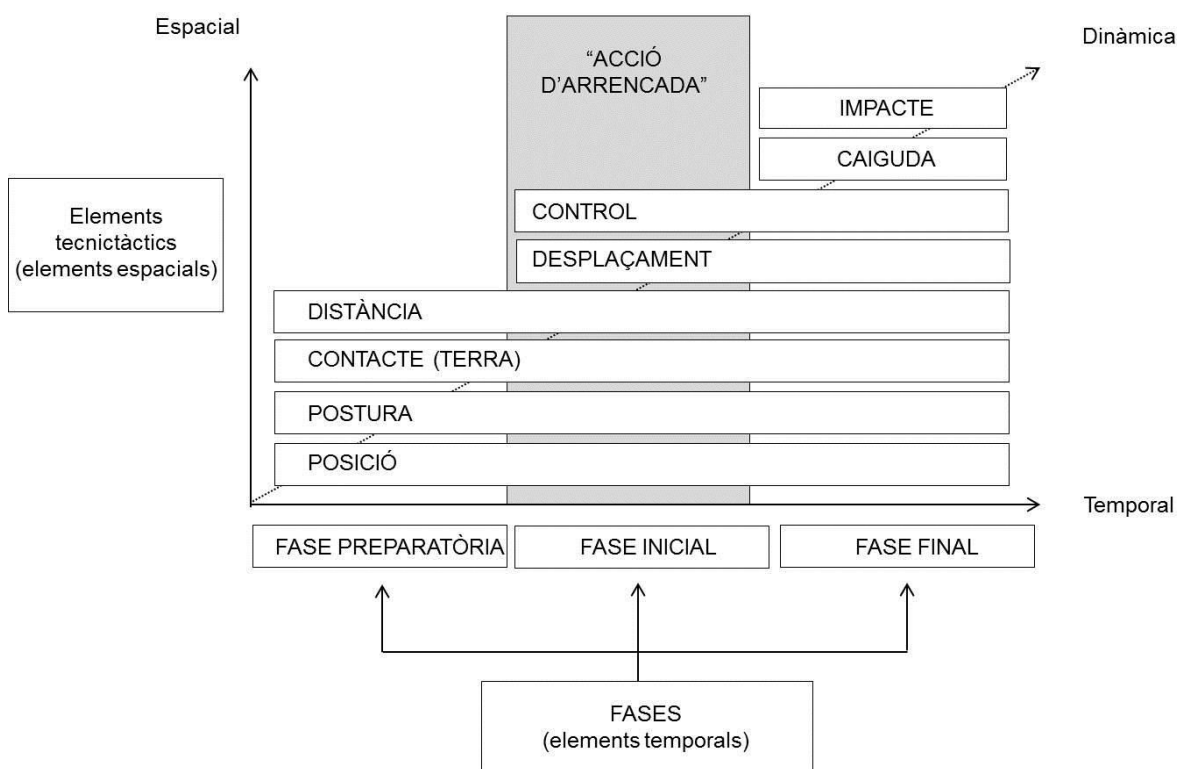 Espacial
Dinàmica
“ACCIÓ
D’ARRENCADA”
IMPACTE
CAIGUDA
Elements
tecnictàctics
(elements espacials)
CONTROL
DESPLAÇAMENT
DISTÀNCIA
CONTACTE (TERRA)
POSTURA
POSICIÓ
Temporal
FASE PREPARATÒRIA
FASE INICIAL
FASE FINAL
FASES
(elements temporals)